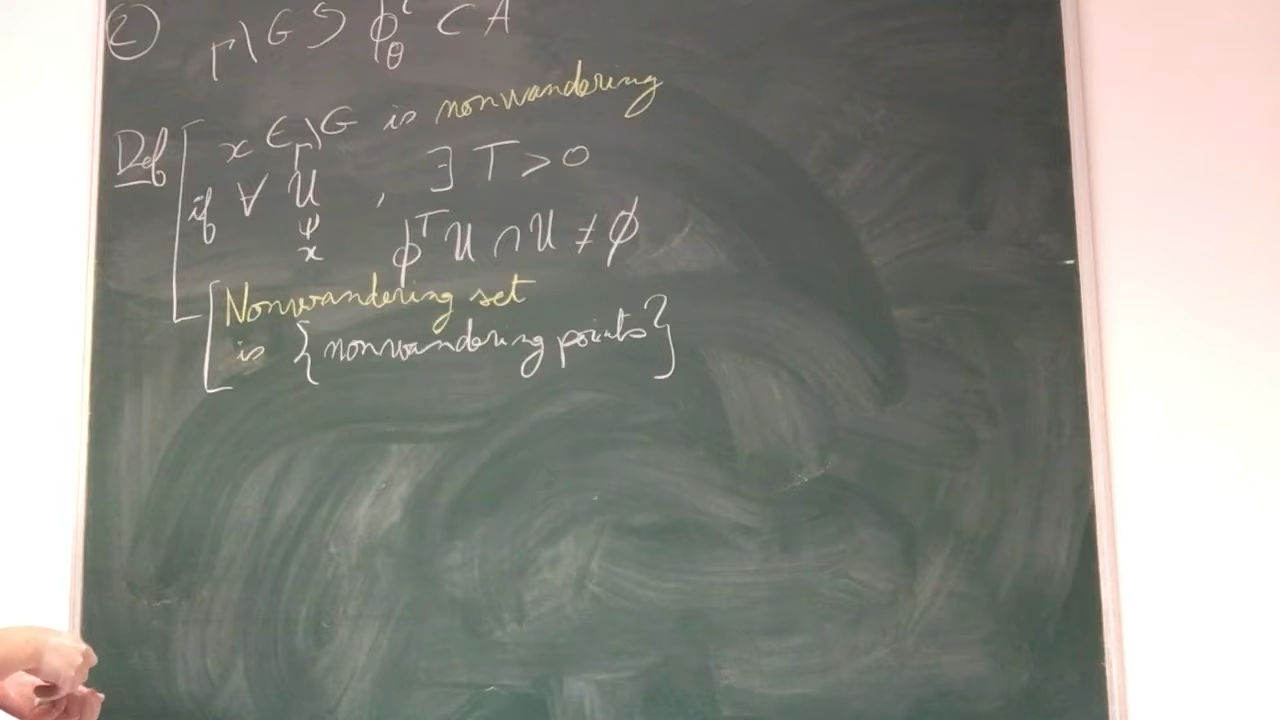 ② Γ\G ↺ ϕ_θ^t ⊂ A
Def x ∈ Γ\G is nonwandering
if ∀ U , ∃ T > 0
ψ
x ϕ^T U ∩ U ≠ ϕ
Nonwandering set
is {nonwandering points}